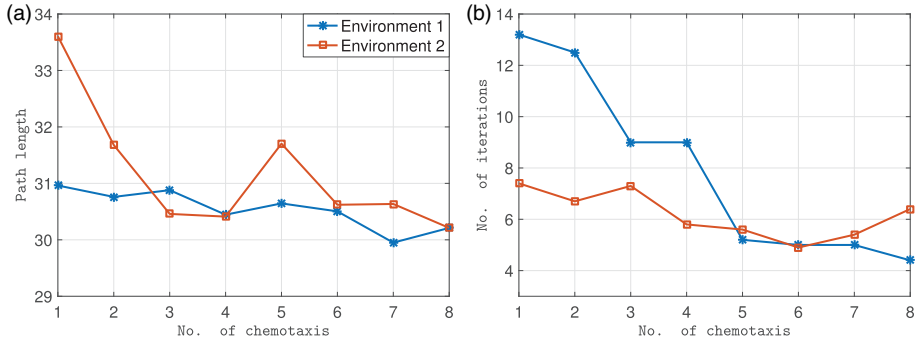 (a)
Environment 1
Environment 2
Path length
34
33
32
31
30
29
1 2 3 4 5 6 7 8
No. of chemotaxis
(b)
No. of iterations
14
12
10
8
6
4
1 2 3 4 5 6 7 8
No. of chemotaxis